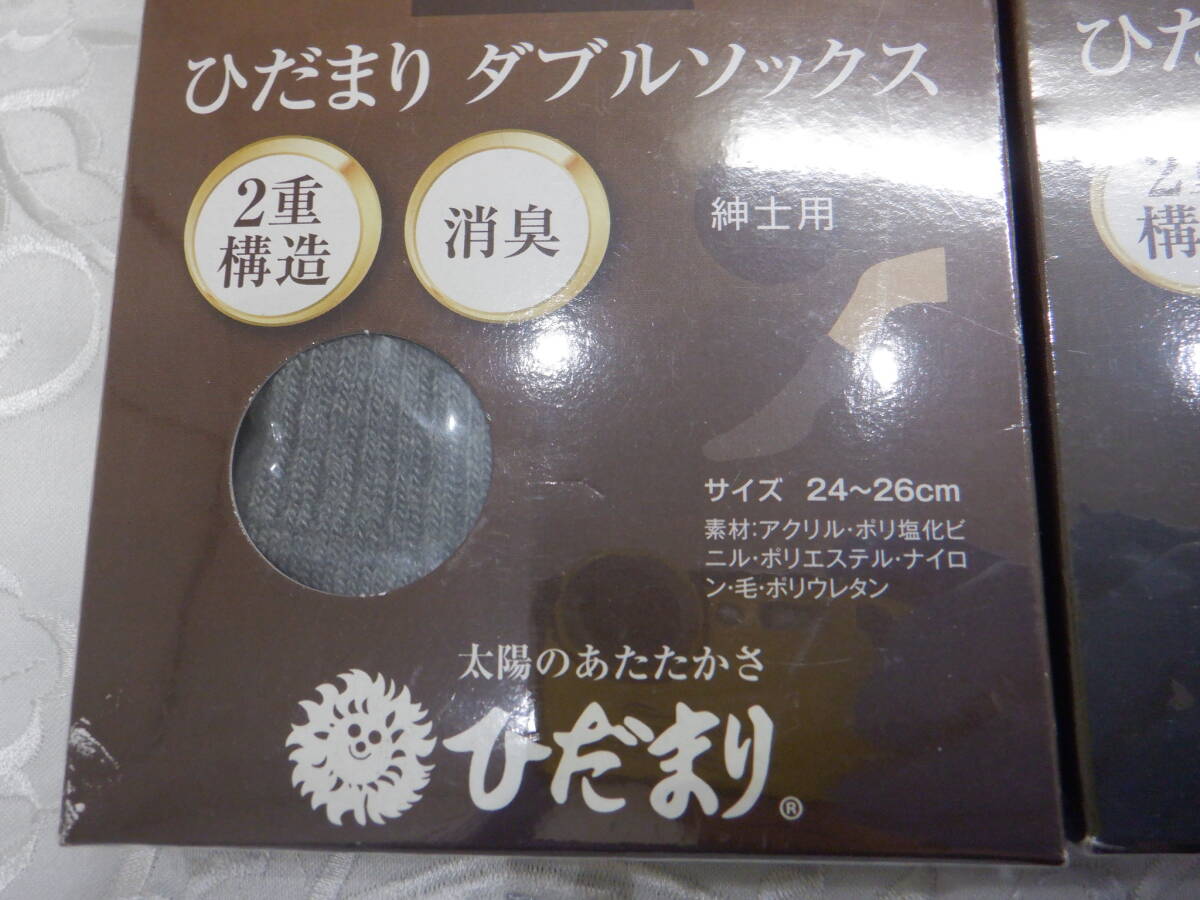 ひだまり ダブルソックス
2重
構造
消臭
紳士用
サイズ 24~26cm
素材:アクリル・ポリ塩化ビ
ニル・ポリエステル・ナイロ
ン・毛・ポリウレタン
太陽のあたたかさ
ひだまり®
ひ
構